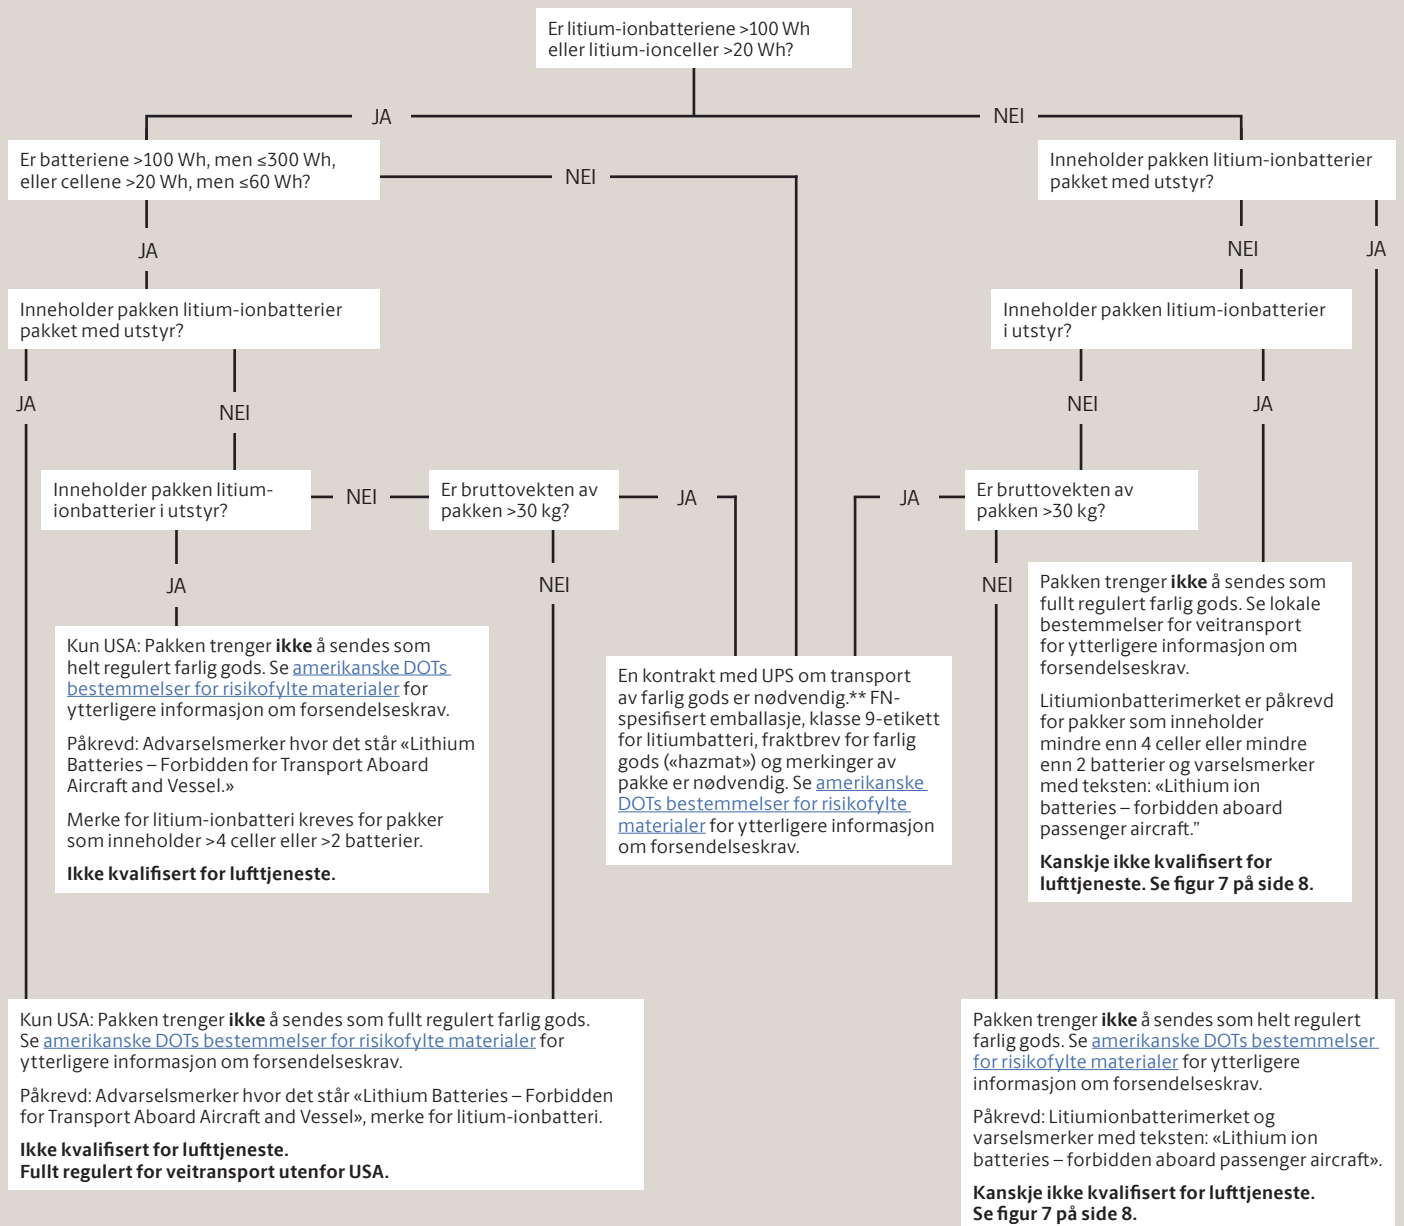 Er litium-ionbatteriene >100 Wh
eller litium-ionceller >20 Wh?
JA
NEI
Er batteriene >100 Wh, men ≤300 Wh,
eller cellene >20 Wh, men ≤60 Wh?
NEI
Inneholder pakken litium-ionbatterier
pakket med utstyr?
JA
NEI
JA
Inneholder pakken litium-ionbatterier
pakket med utstyr?
Inneholder pakken litium-ionbatterier
i utstyr?
JA
NEI
NEI
JA
Inneholder pakken litium-
ionbatterier i utstyr?
NEI
Er bruttovekten av
pakken >30 kg?
JA
JA
Er bruttovekten av
pakken >30 kg?
JA
NEI
NEI
Kun USA: Pakken trenger ikke å sendes som
helt regulert farlig gods. Se amerikanske DOTs
bestemmelser for risikofylte materialer for
ytterligere informasjon om forsendelseskrav.
Påkrevd: Advarselsmerker hvor det står «Lithium
Batteries – Forbidden for Transport Aboard
Aircraft and Vessel.»
Merke for litium-ionbatteri kreves for pakker
som inneholder >4 celler eller >2 batterier.
Ikke kvalifisert for lufttjeneste.
En kontrakt med UPS om transport
av farlig gods er nødvendig.** FN-
spesifisert emballasje, klasse 9-etikett
for litiumbatteri, fraktbrev for farlig
gods («hazmat») og merkinger av
pakke er nødvendig. Se amerikanske
DOTs bestemmelser for risikofylte
materialer for ytterligere informasjon
om forsendelseskrav.
Pakken trenger ikke å sendes som
fullt regulert farlig gods. Se lokale
bestemmelser for veitransport
for ytterligere informasjon om
forsendelseskrav.
Litiumionbatterimerket er påkrevd
for pakker som inneholder
mindre enn 4 celler eller mindre
enn 2 batterier og varselsmerker
med teksten: «Lithium ion
batteries – forbidden aboard
passenger aircraft.”
Kanskje ikke kvalifisert for
lufttjeneste. Se figur 7 på side 8.
Kun USA: Pakken trenger ikke å sendes som fullt regulert farlig gods.
Se amerikanske DOTs bestemmelser for risikofylte materialer for
ytterligere informasjon om forsendelseskrav.
Påkrevd: Advarselsmerker hvor det står «Lithium Batteries – Forbidden
for Transport Aboard Aircraft and Vessel», merke for litium-ionbatteri.
Ikke kvalifisert for lufttjeneste.
Fullt regulert for veitransport utenfor USA.
Pakken trenger ikke å sendes som helt regulert
farlig gods. Se amerikanske DOTs bestemmelser
for risikofylte materialer for ytterligere
informasjon om forsendelseskrav.
Påkrevd: Litiumionbatterimerket og
varselsmerker med teksten: «Lithium ion
batteries – forbidden aboard passenger aircraft».
Kanskje ikke kvalifisert for lufttjeneste.
Se figur 7 på side 8.